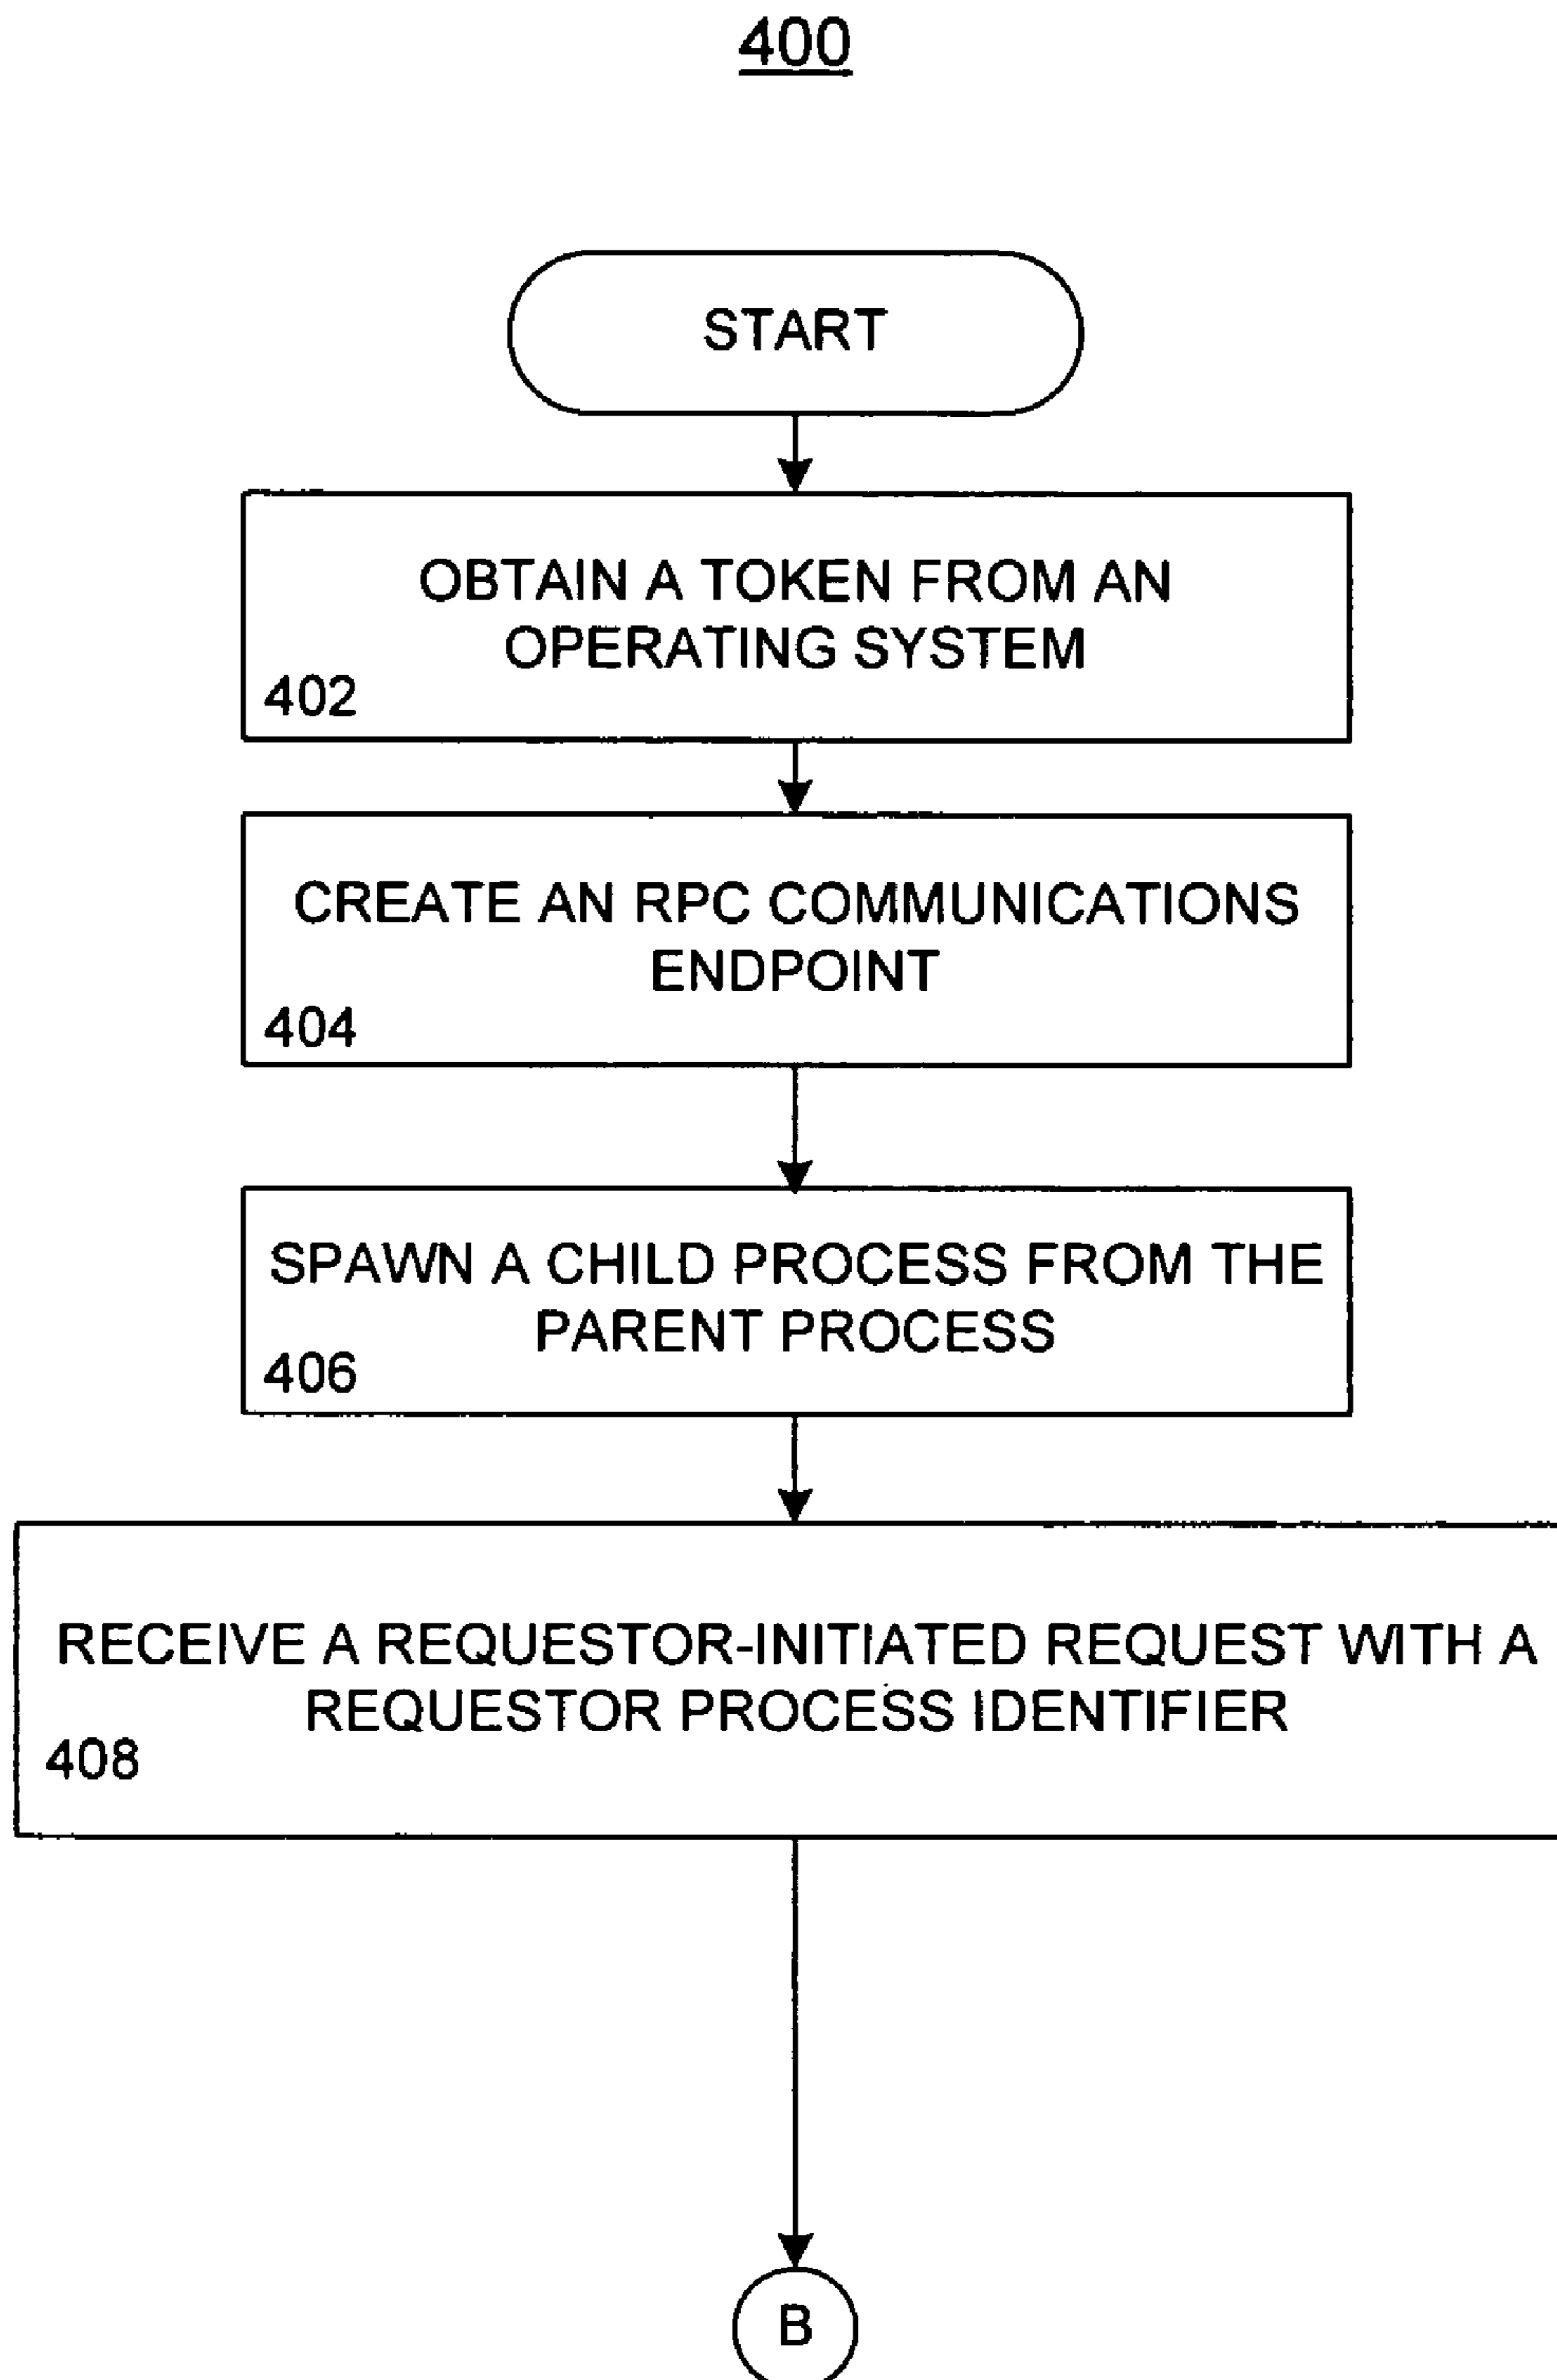 400
START
OBTAIN A TOKEN FROM AN
OPERATING SYSTEM
402
CREATE AN RPC COMMUNICATIONS
ENDPOINT
404
SPAWN A CHILD PROCESS FROM THE
PARENT PROCESS
406
RECEIVE A REQUESTOR-INITIATED REQUEST WITH A
REQUESTOR PROCESS IDENTIFIER
408
B